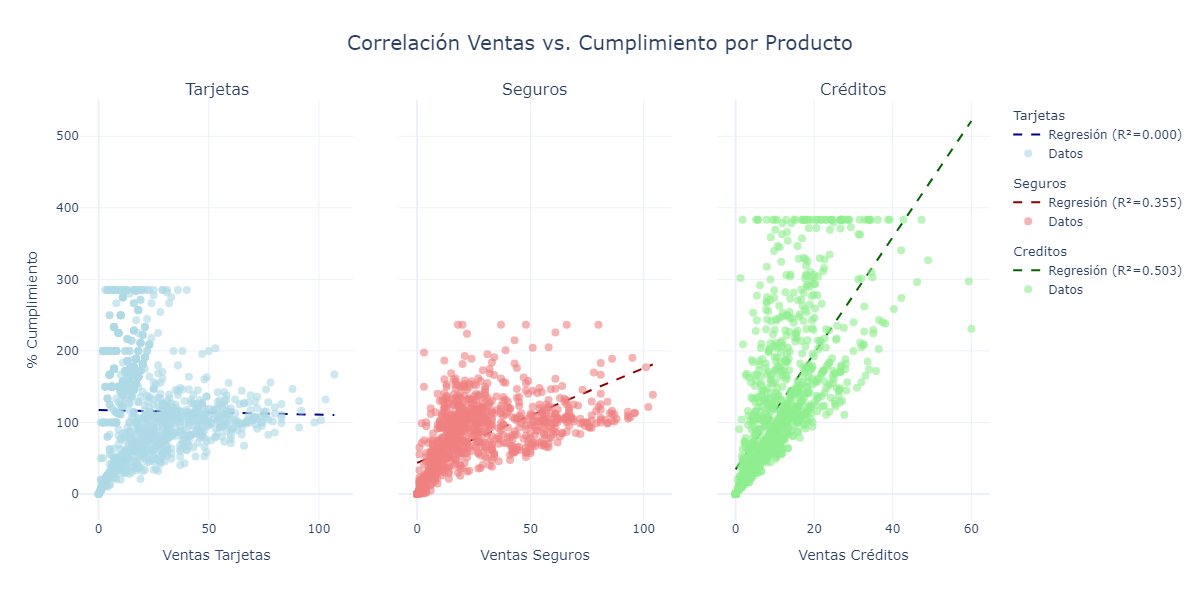 Correlación Ventas vs. Cumplimiento por Producto
Tarjetas
Seguros
Créditos
% Cumplimiento
500
400
300
200
100
0
0
50
100
Ventas Tarjetas
0
50
100
Ventas Seguros
0
20
40
60
Ventas Créditos
Tarjetas
Regresión (R²=0.000)
Datos
Seguros
Regresión (R²=0.355)
Datos
Creditos
Regresión (R²=0.503)
Datos